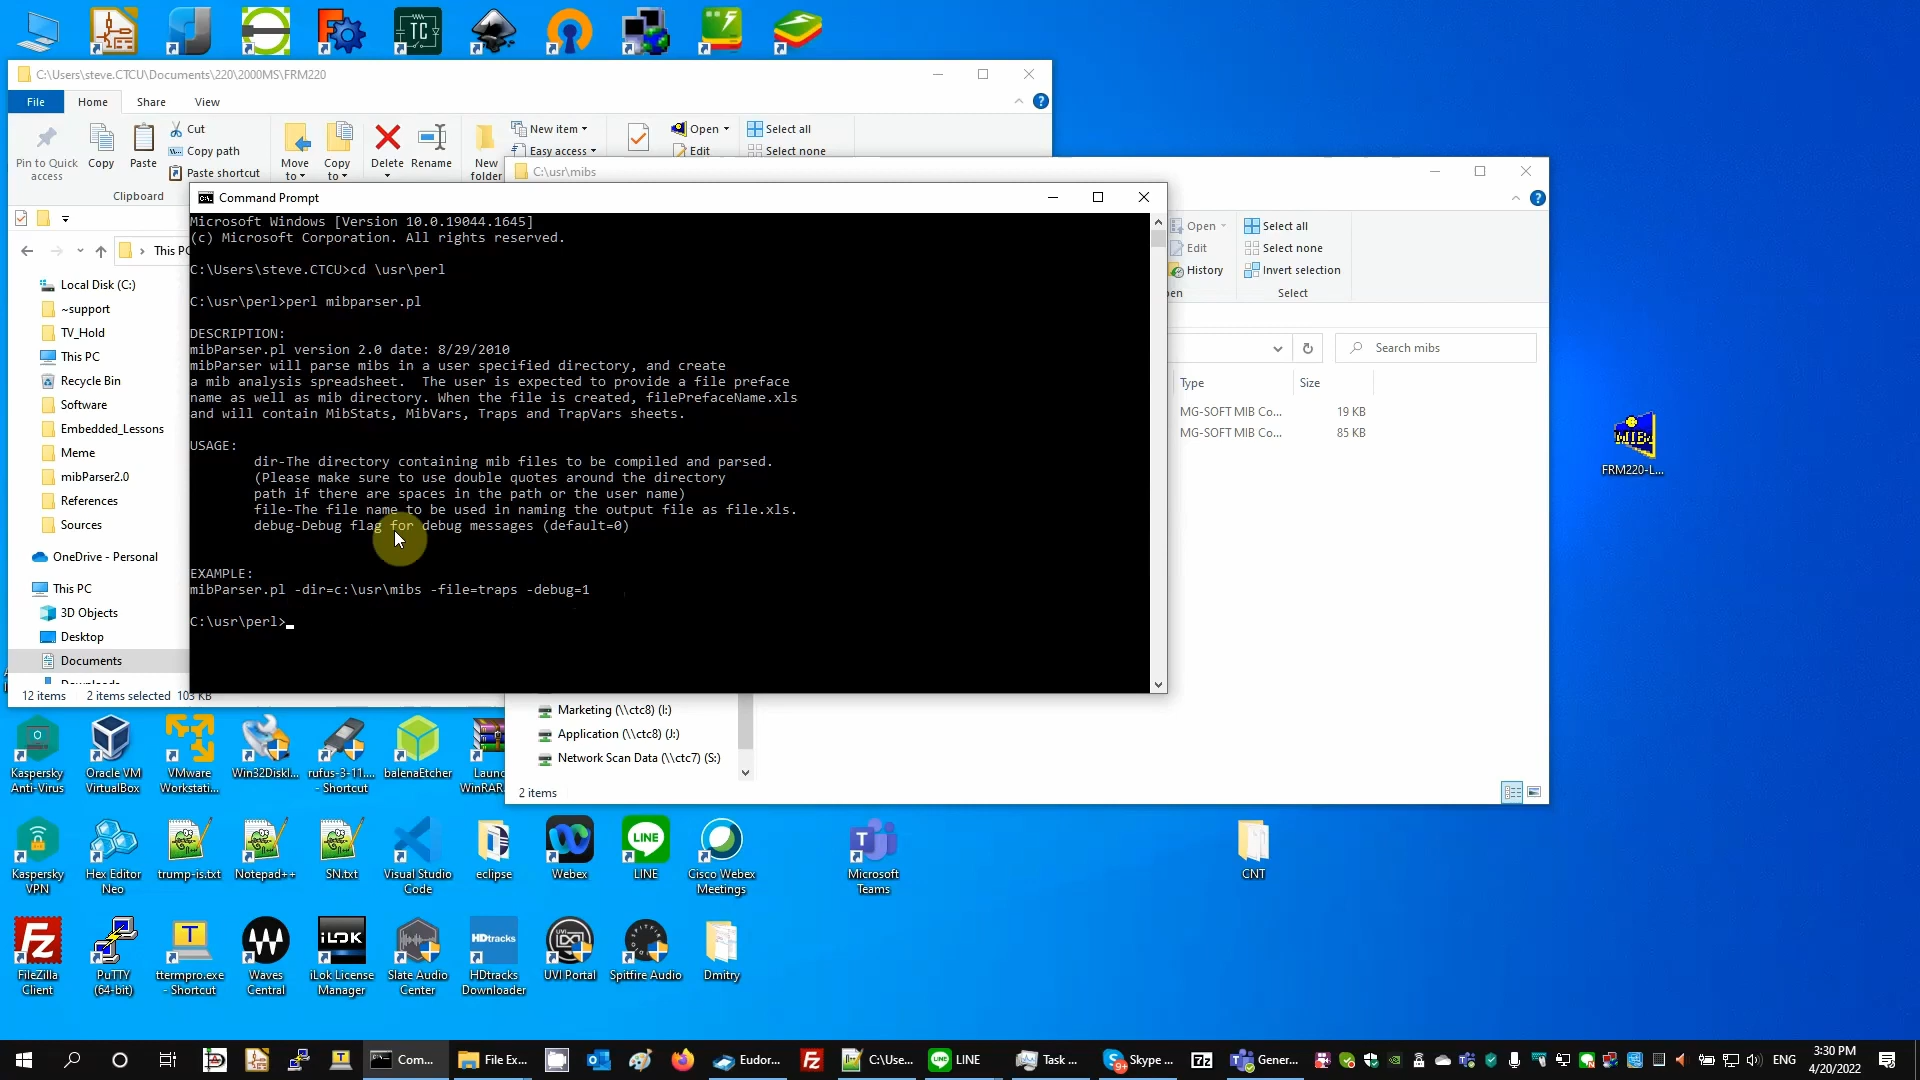 C:\Users\steve.CTCU\Documents\220\2000MS\FRM220
File
Home
Share
View
Pin to Quick
access
Copy
Paste
Cut
Copy path
Paste shortcut
Clipboard
Move
to
Copy
to
Delete
Rename
New
folder
New item
Easy access
Open
Edit
Select all
Select none
This PC
Local Disk (C:)
~support
TV_Hold
This PC
Recycle Bin
Software
Embedded_Lessons
Meme
mibParser2.0
References
Sources
OneDrive - Personal
This PC
3D Objects
Desktop
Documents
12 items
2 items selected 103 KB
C:\usr\mibs
Open
Edit
History
Select all
Select none
Invert selection
Select
Search mibs
Type
Size
MG-SOFT MIB Co...
19 KB
MG-SOFT MIB Co...
85 KB
Marketing (\\ctc8) (I:)
Application (\\ctc8) (J:)
Network Scan Data (\\ctc7) (S:)
2 items
Command Prompt
Microsoft Windows [Version 10.0.19044.1645]
(c) Microsoft Corporation. All rights reserved.
C:\Users\steve.CTCU>cd \usr\perl
C:\usr\perl>perl mibparser.pl
DESCRIPTION:
mibParser.pl version 2.0 date: 8/29/2010
mibParser will parse mibs in a user specified directory, and create
a mib analysis spreadsheet.  The user is expected to provide a file preface
name as well as mib directory. When the file is created, filePrefaceName.xls
and will contain MibStats, MibVars, Traps and TrapVars sheets.
USAGE:
dir-The directory containing mib files to be compiled and parsed.
(Please make sure to use double quotes around the directory
path if there are spaces in the path or the user name)
file-The file name to be used in naming the output file as file.xls.
debug-Debug flag for debug messages (default=0)
EXAMPLE:
mibParser.pl -dir=c:\usr\mibs -file=traps -debug=1
C:\usr\perl>
FRM220-L...
Kaspersky
Anti-Virus
Oracle VM
VirtualBox
VMware
Workstati...
Win32DiskI...
rufus-3-11....
- Shortcut
balenaEtcher
WinRAR
Kaspersky
VPN
Hex Editor
Neo
trump-is.txt
Notepad++
SN.txt
Visual Studio
Code
eclipse
Webex
LINE
LINE
Cisco Webex
Meetings
Microsoft
Teams
CNT
FileZilla
Client
PuTTY
(64-bit)
ttermpro.exe
- Shortcut
Waves
Central
iLOK
iLok License
Manager
Slate Audio
Center
HDtracks
HDtracks
Downloader
UVI Portal
Spitfire Audio
Dmitry
Com...
File Ex...
Eudor...
C:\Use...
LINE
Task ...
Skype ...
Gener...
ENG
3:30 PM
4/20/2022